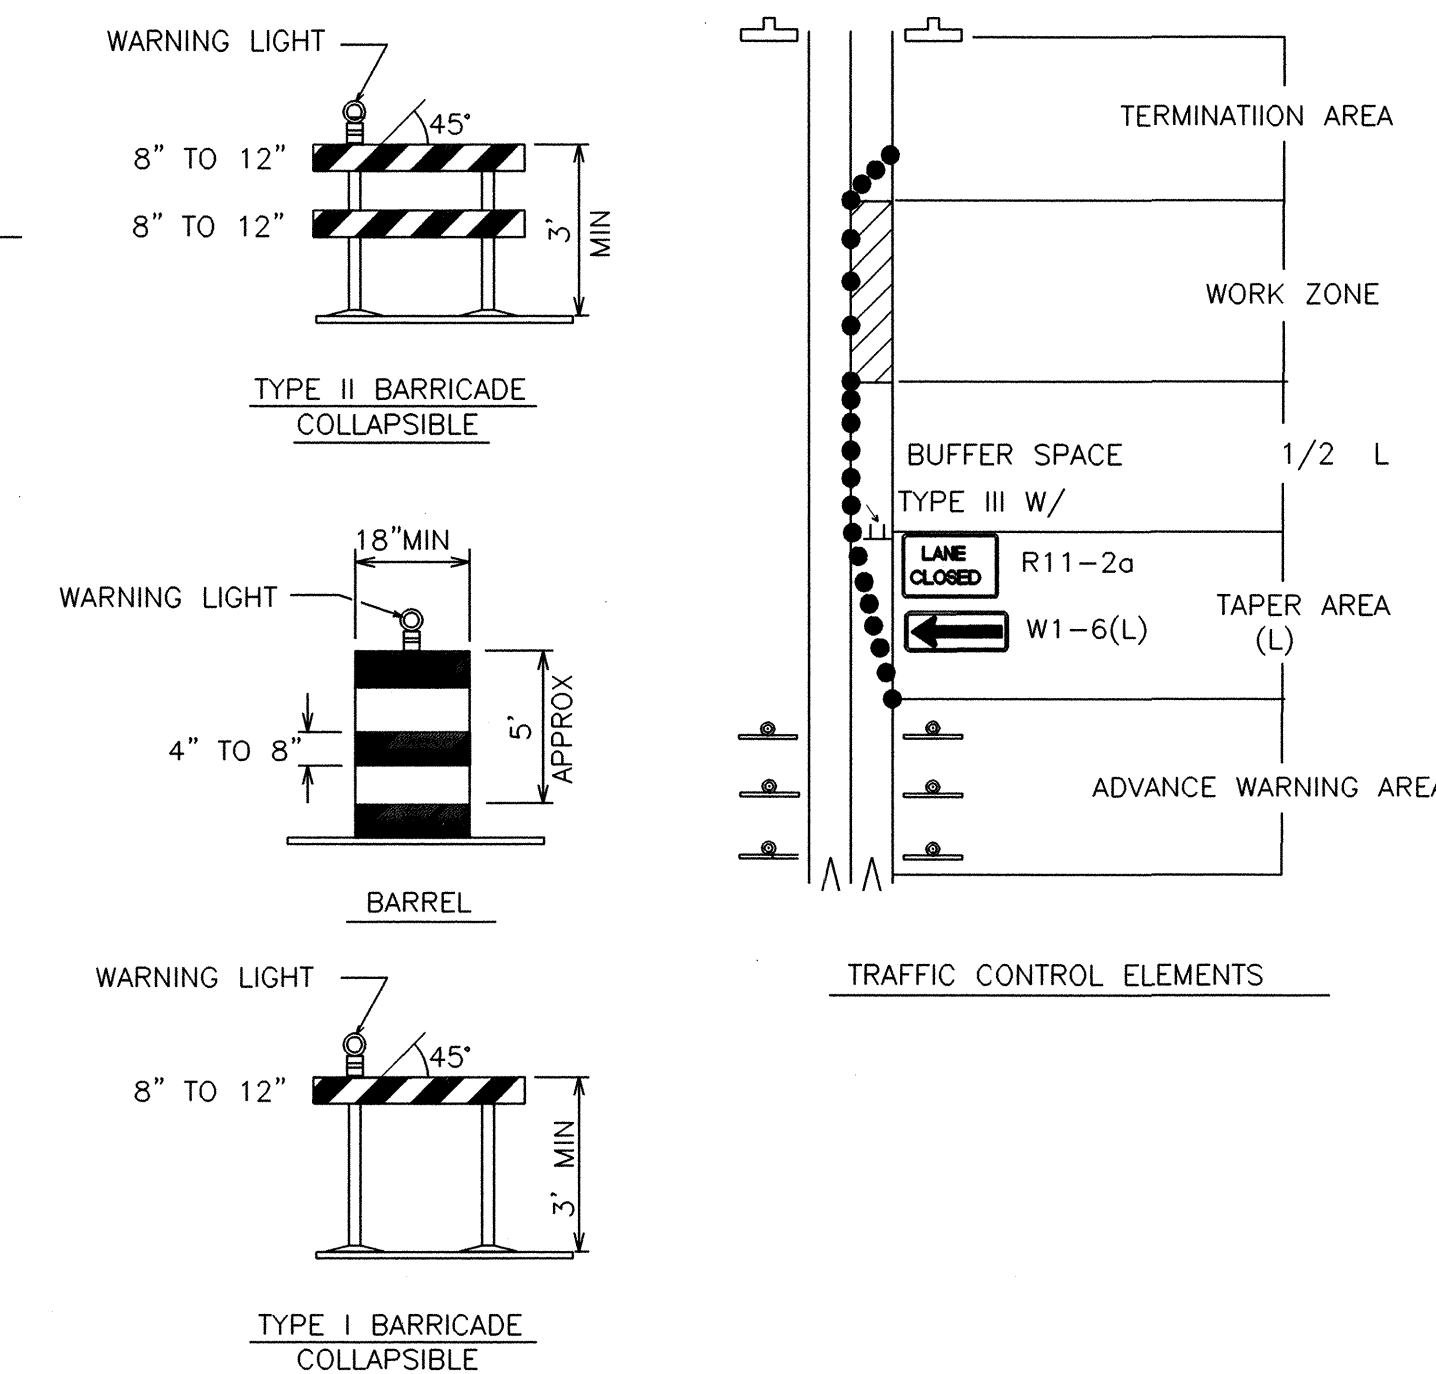 WARNING LIGHT
45°
8" TO 12"
8" TO 12"
3'
MIN
TYPE II BARRICADE
COLLAPSIBLE
18"MIN
WARNING LIGHT
4" TO 8"
5'
APPROX
BARREL
WARNING LIGHT
45°
8" TO 12"
3' MIN
TYPE I BARRICADE
COLLAPSIBLE
TERMINATIION AREA
WORK ZONE
BUFFER SPACE 1/2 L
TYPE III W/
LANE
CLOSED
R11-2a
TAPER AREA
(L)
W1-6(L)
ADVANCE WARNING AREA
TRAFFIC CONTROL ELEMENTS